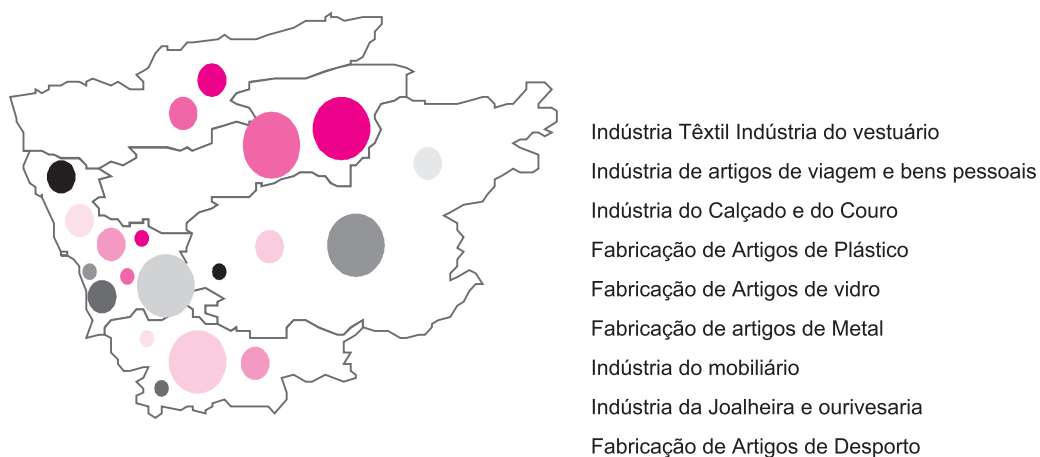 Indústria Têxtil Indústria do vestuário
Indústria de artigos de viagem e bens pessoais
Indústria do Calçado e do Couro
Fabricação de Artigos de Plástico
Fabricação de Artigos de vidro
Fabricação de artigos de Metal
Indústria do mobiliário
Indústria da Joalheira e ourivesaria
Fabricação de Artigos de Desporto